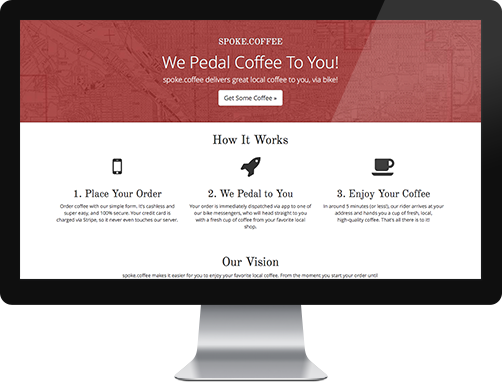 SPOKE.COFFEE
We Pedal Coffee To You!
spoke.coffee delivers great local coffee to you, via bike!
Get Some Coffee »
How It Works
1. Place Your Order
Order coffee with our simple form. It's cashless and
super easy, and 100% secure. Your credit card is
charged via Stripe, so it never even touches our server.
2. We Pedal to You
Your order is immediately dispatched via app to one of
our bike messengers, who will head straight to you
with a fresh cup of coffee from your favorite local
shop.
3. Enjoy Your Coffee
In around 5 minutes (or less!), our rider arrives at your
address and hands you a cup of fresh, local,
high-quality coffee. That's all there is to it!
Our Vision
spoke.coffee makes it easier for you to enjoy your favorite local coffee. From the moment you start your order until